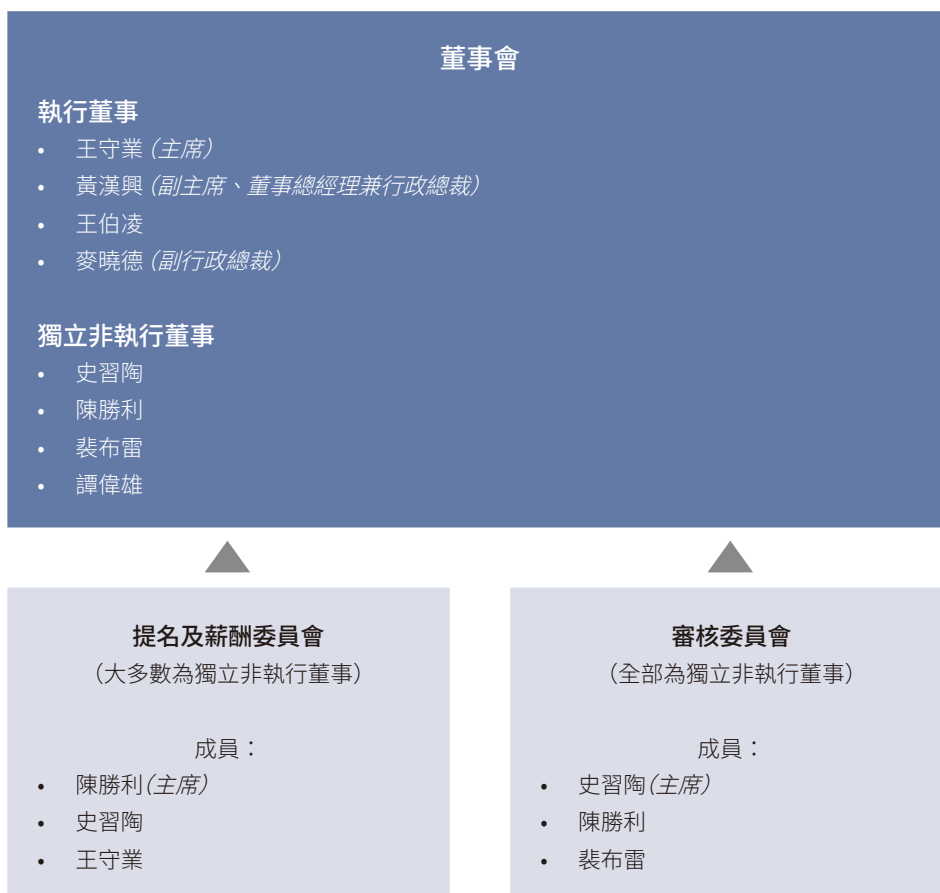 董事會
執行董事
• 王守業 (主席)
• 黃漢興 (副主席、董事總經理兼行政總裁)
• 王伯凌
• 麥曉德 (副行政總裁)
獨立非執行董事
• 史習陶
• 陳勝利
• 裴布雷
• 譚偉雄
提名及薪酬委員會
（大多數為獨立非執行董事）
成員：
• 陳勝利(主席)
• 史習陶
• 王守業
審核委員會
（全部為獨立非執行董事）
成員：
• 史習陶(主席)
• 陳勝利
• 裴布雷